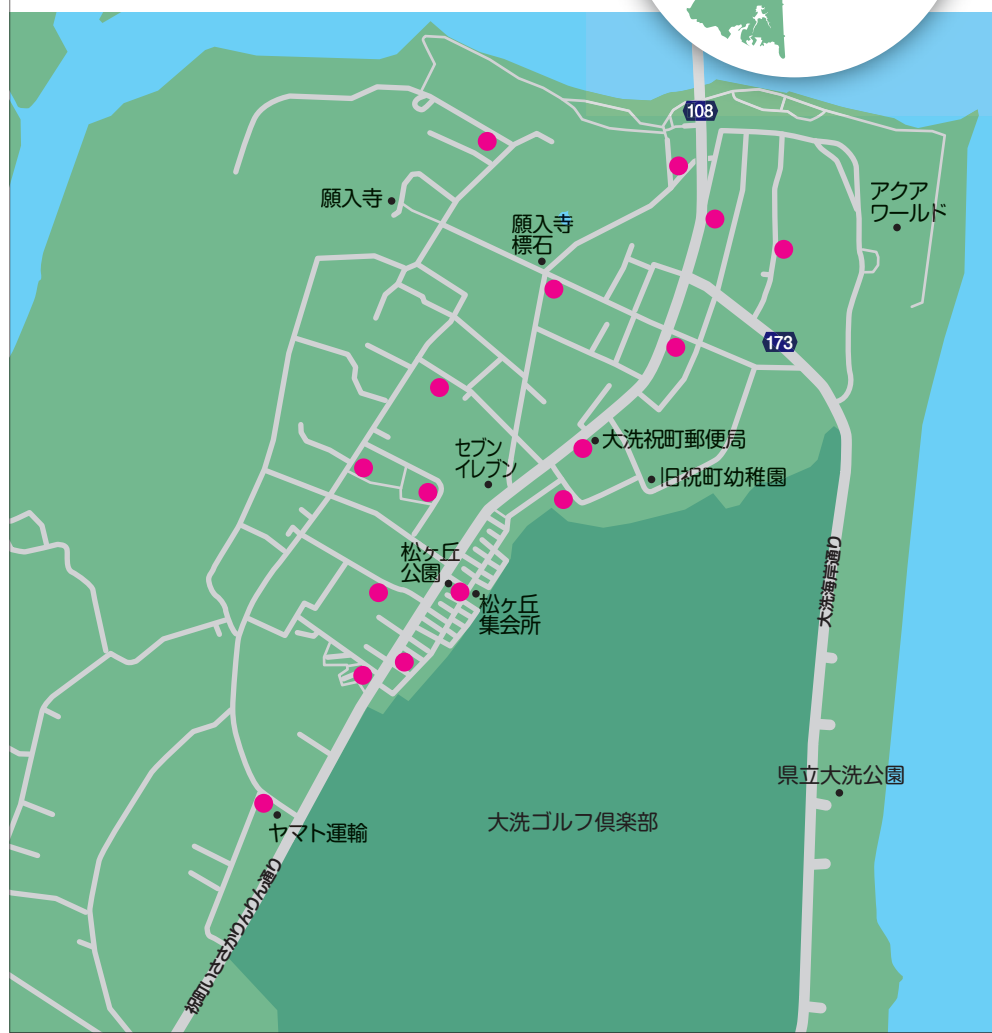 108
アクア
ワールド
願入寺
願入寺
標石
173
大洗祝町郵便局
セブン
イレブン
旧祝町幼稚園
大洗海岸通り
松ヶ丘
公園
松ヶ丘
集会所
県立大洗公園
大洗ゴルフ倶楽部
ヤマト運輸
祝町いささかりんりん通り